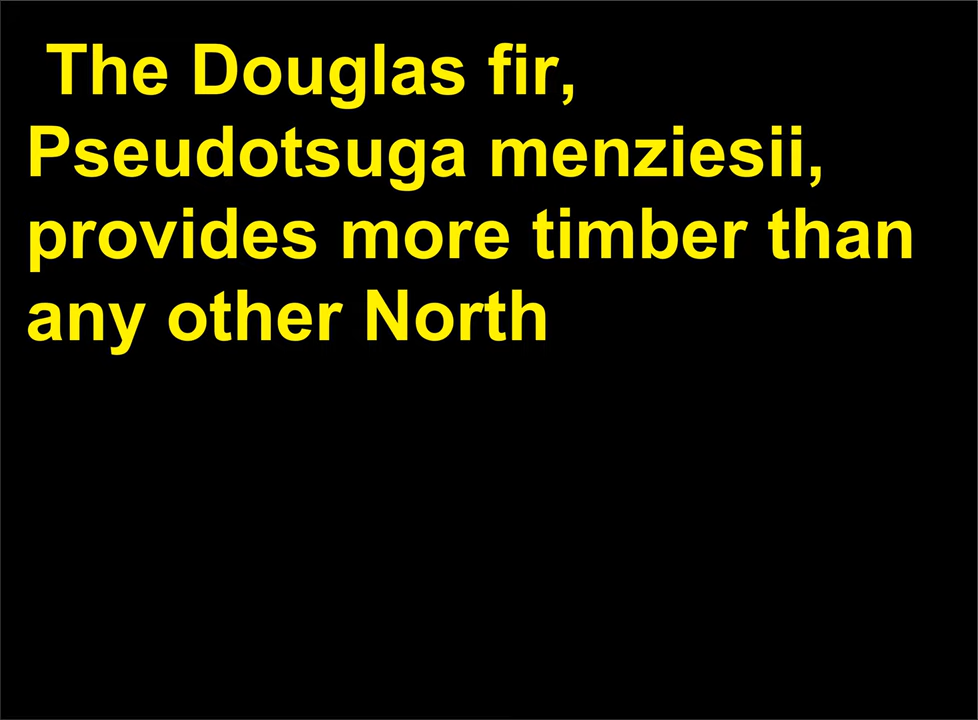 The Douglas fir,
Pseudotsuga menziesii,
provides more timber than
any other North